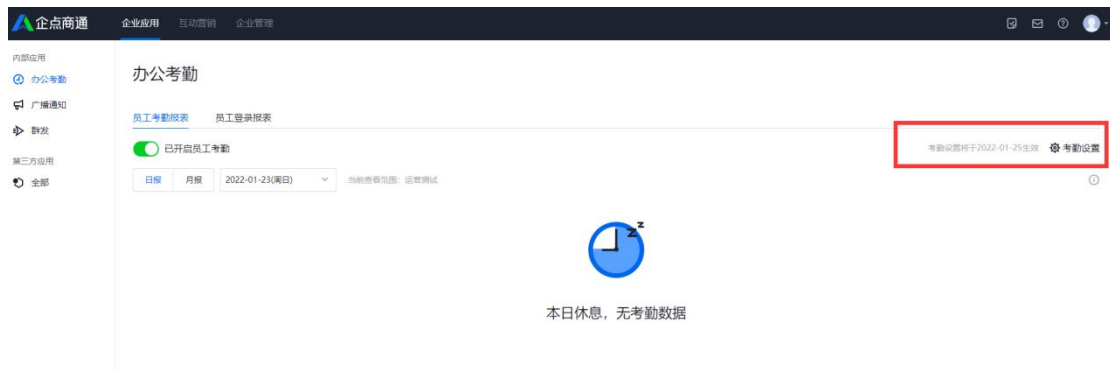 企点商通 企业应用 互动营销 企业管理
内部应用
办公考勤
广播通知
群发
第三方应用
全部
办公考勤
员工考勤报表 员工登录报表
已开启员工考勤 考勤设置将于2022-01-25生效 考勤设置
日报 月报 2022-01-23(周日) 当前查看范围：运营测试
z z
本日休息，无考勤数据